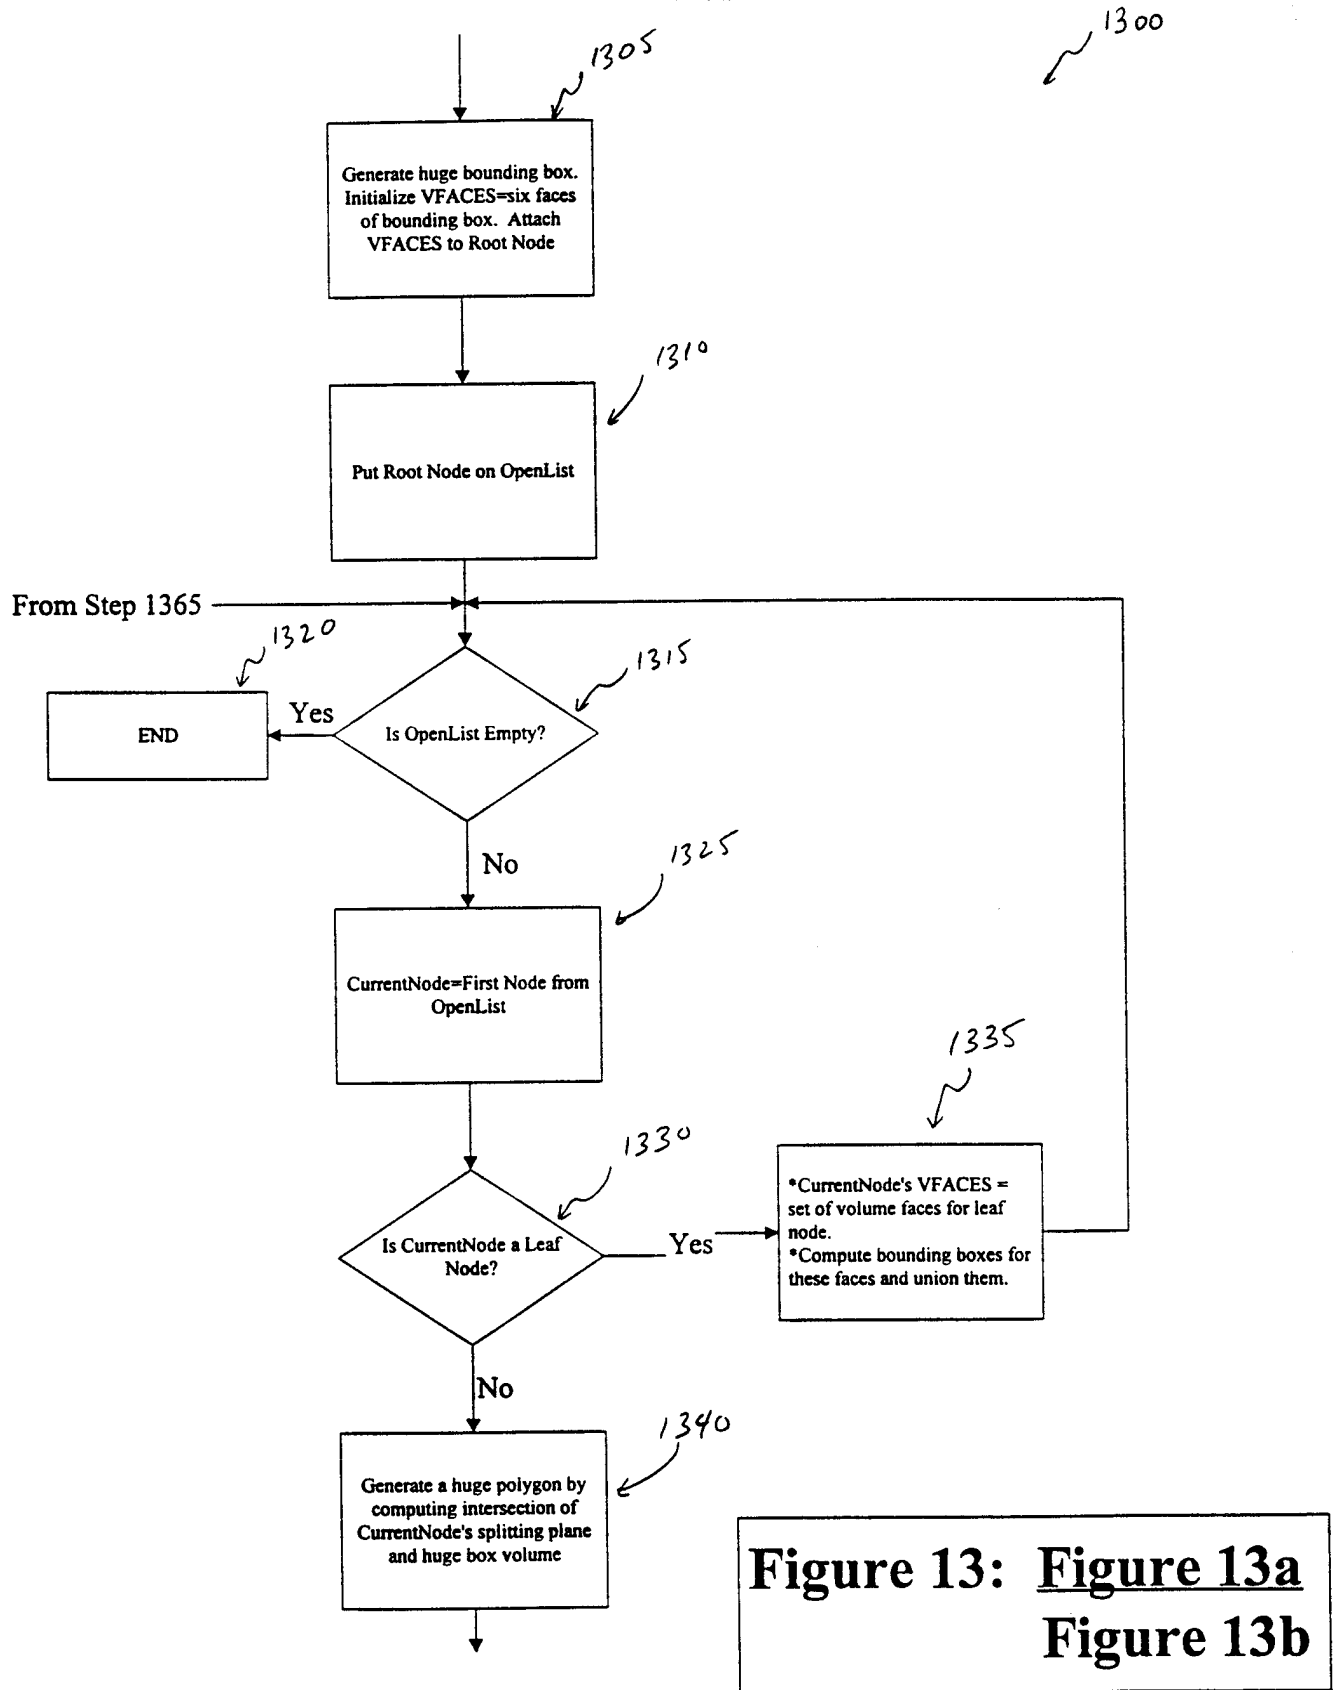 1300
1305
Generate huge bounding box.
Initialize VFACES=six faces
of bounding box. Attach
VFACES to Root Node
1310
Put Root Node on OpenList
From Step 1365
1320
1315
END
Yes
Is OpenList Empty?
No
1325
CurrentNode=First Node from
OpenList
1335
1330
*CurrentNode's VFACES =
set of volume faces for leaf
node.
*Compute bounding boxes for
these faces and union them.
Is CurrentNode a Leaf
Node?
Yes
No
1340
Generate a huge polygon by
computing intersection of
CurrentNode's splitting plane
and huge box volume
Figure 13: Figure 13a
Figure 13b